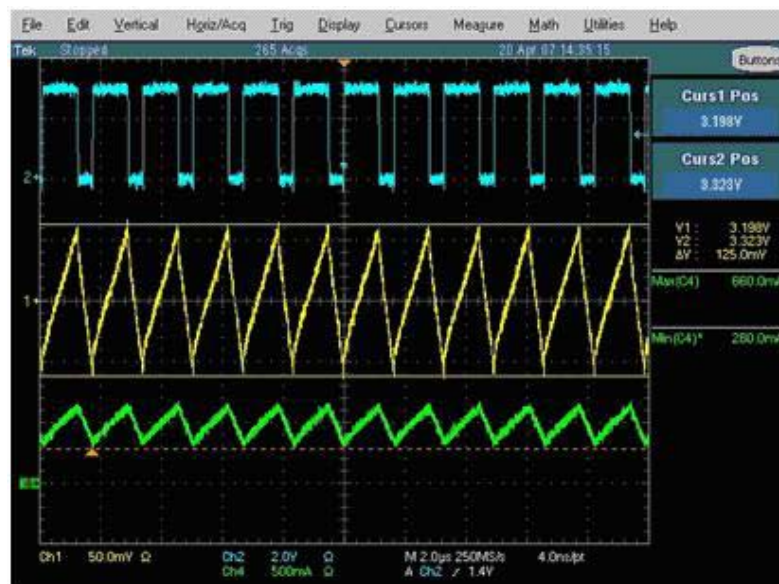 File Edit Vertical Horiz/Acq Trig Display Cursors Measure Math Utilities Help
Tek Stopped 265 Acqs 20 Apr 07 14:35:15
Buttons
Curs1 Pos
3.198V
Curs2 Pos
3.323V
V1: 3.198V
V2: 3.323V
ΔV: 125.0mV
Max(C4) 660.0m
Min(C4)* 280.0m
2
1
Ch1 50.0mV Ω Ch2 2.0V Ω M 2.0µs 250MS/s 4.0ns/pt
Ch4 500mA Ω A Ch2 ∕ 1.4V